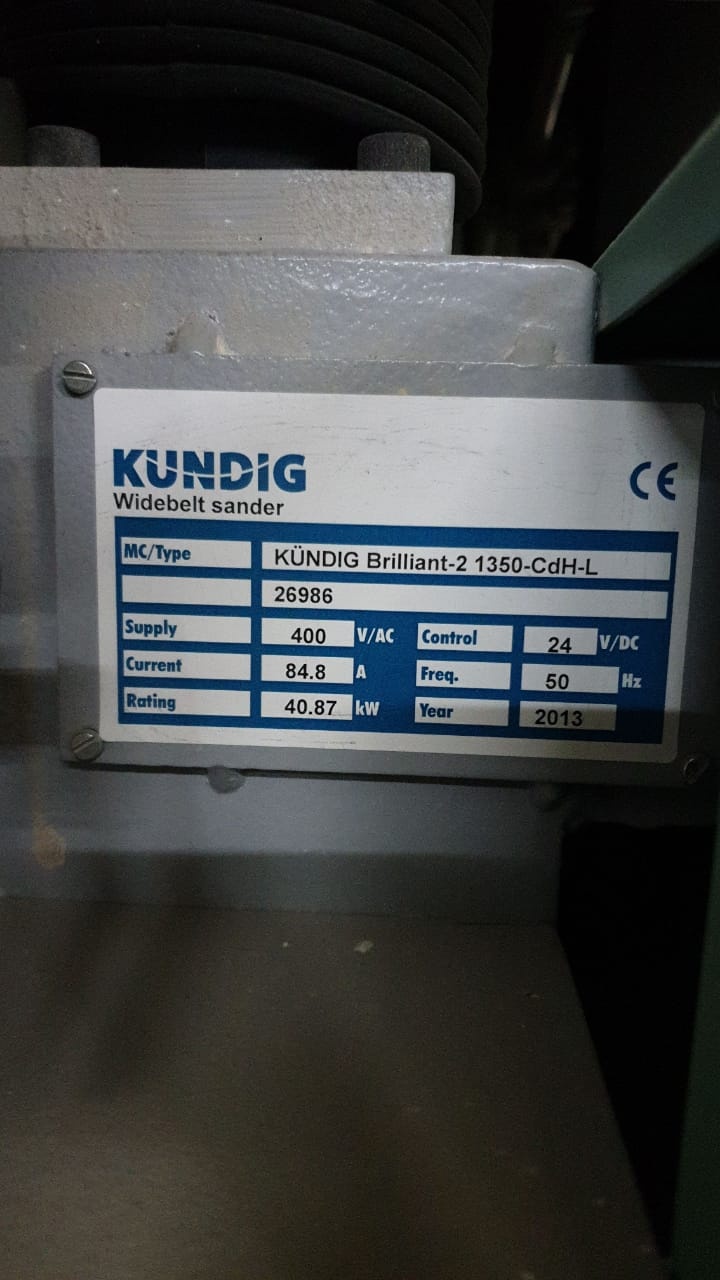 KUNDIG
CE
Widebelt sander
MC/Type KÜNDIG Brilliant-2 1350-CdH-L
26986
Supply 400 V/AC Control 24 V/DC
Current 84.8 A Freq. 50 Hz
Rating 40.87 kW Year 2013